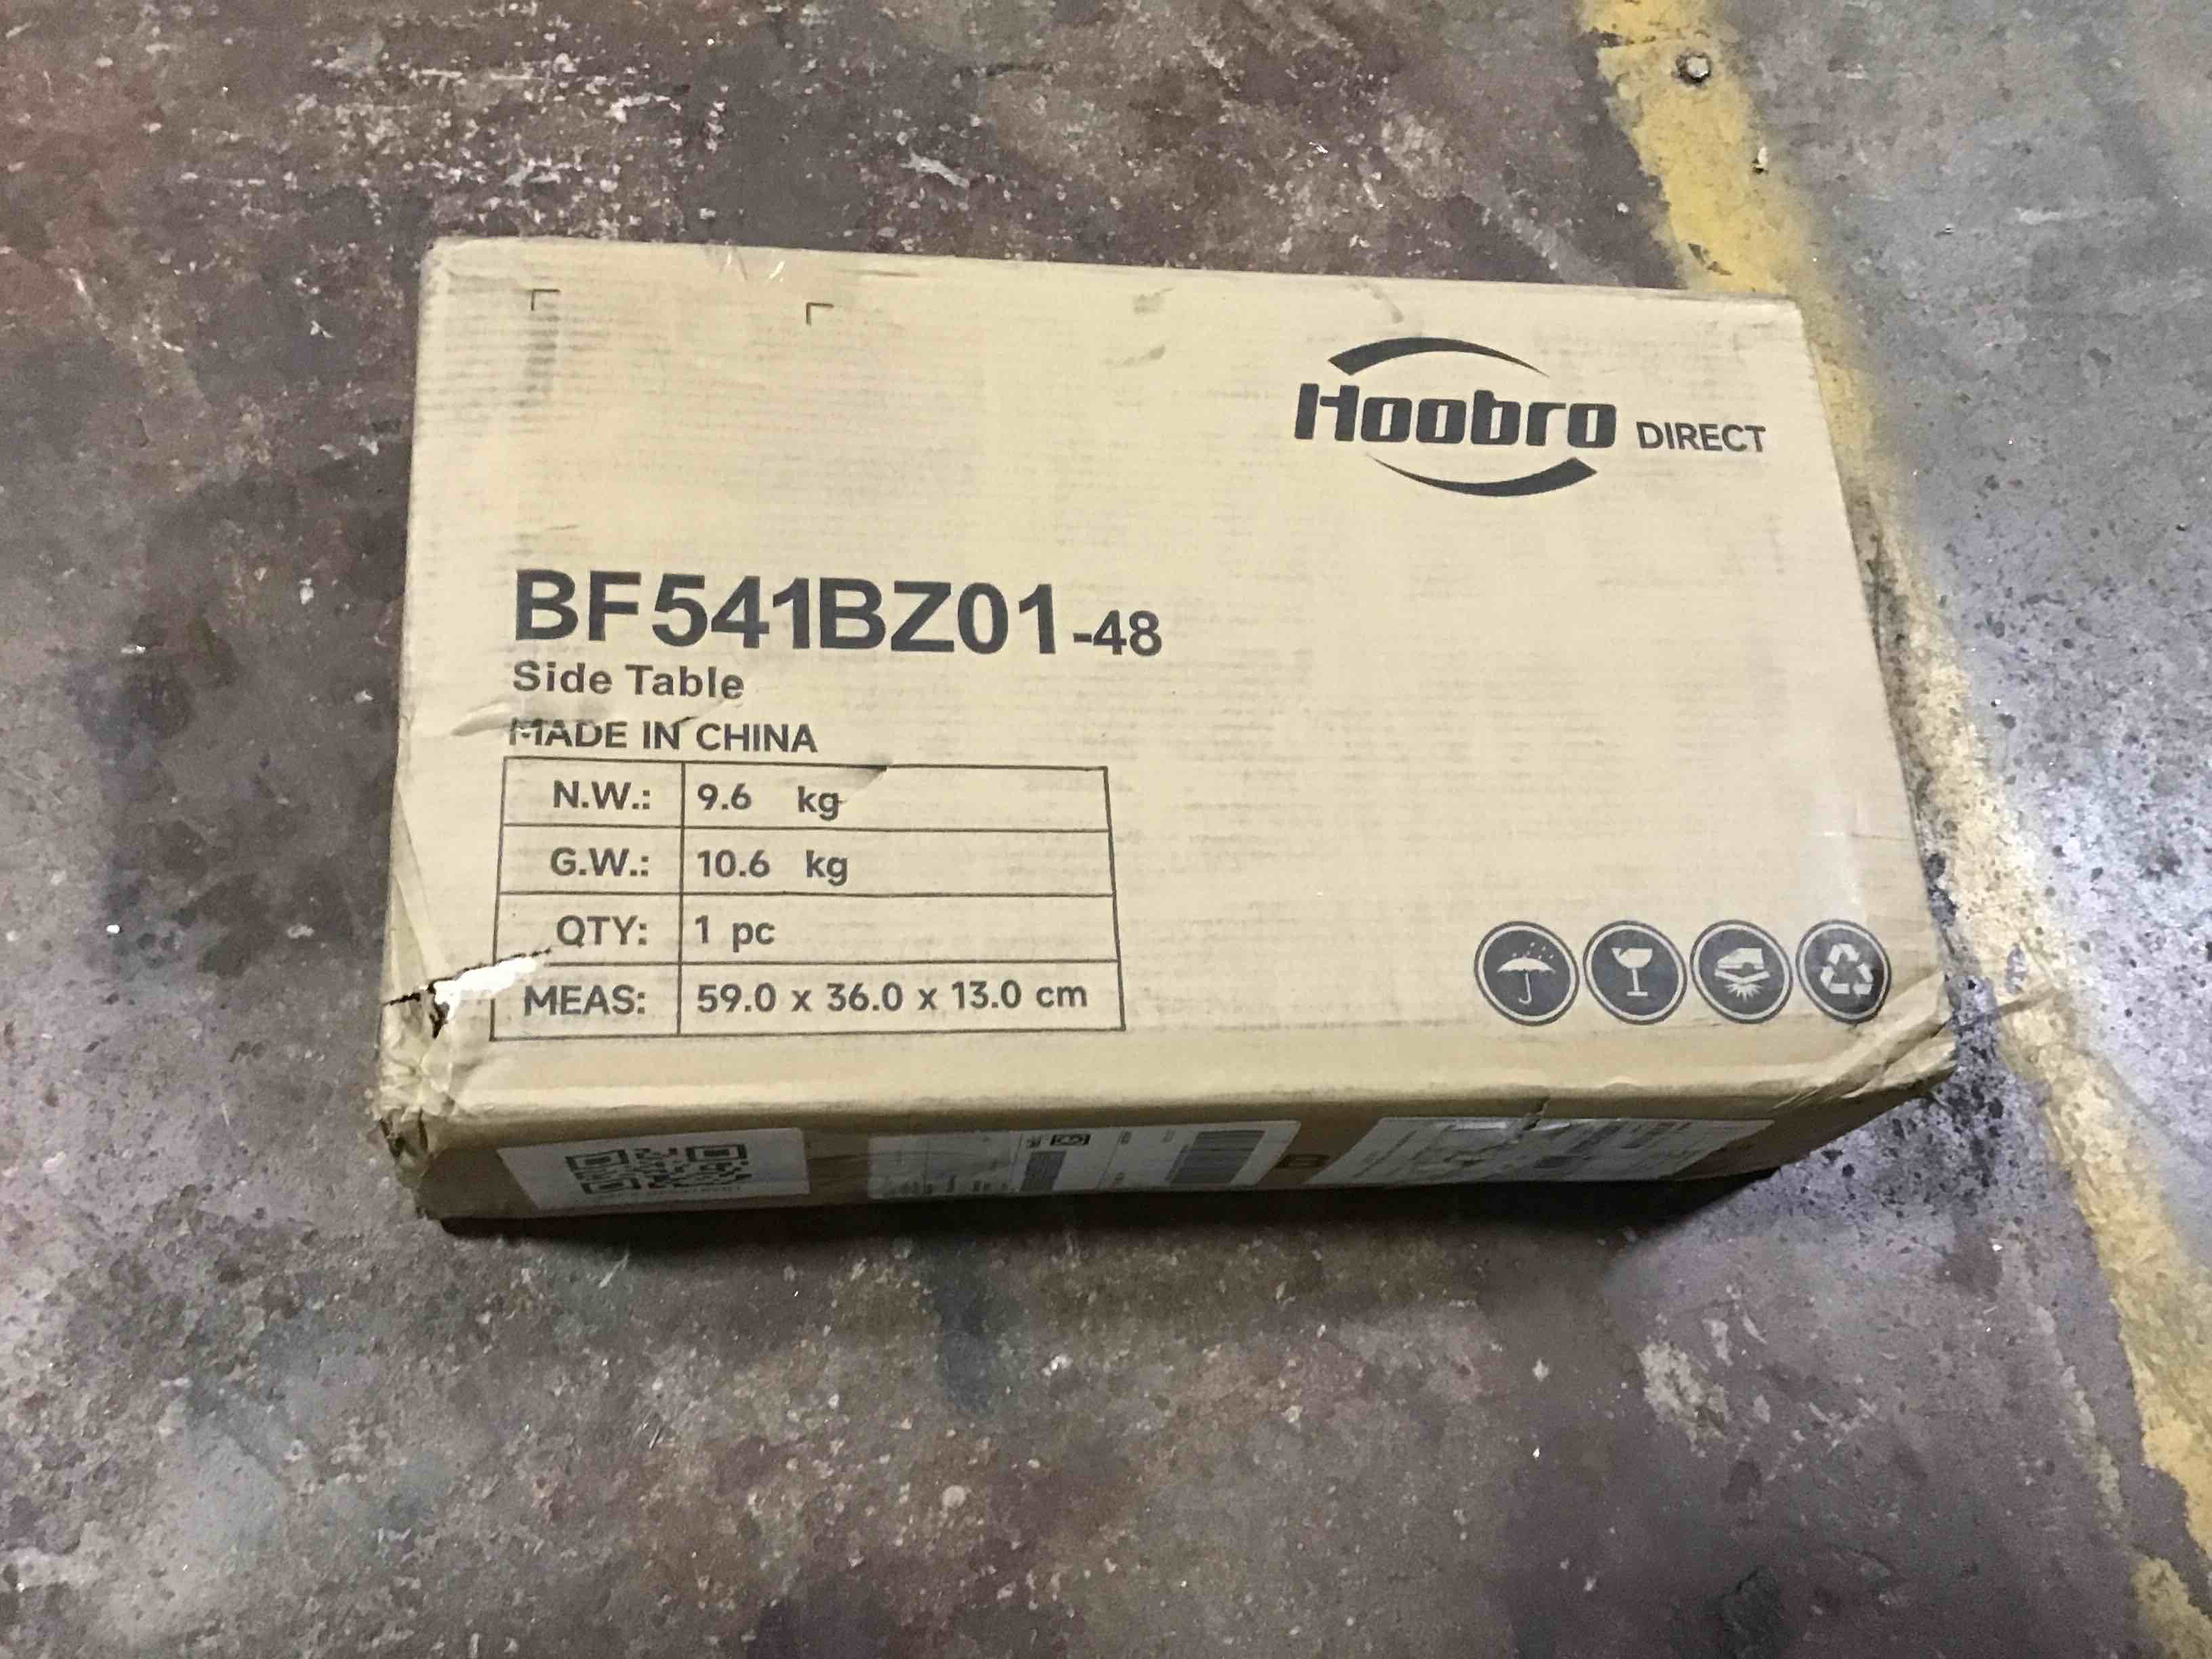 Hoobro DIRECT
BF541BZ01-48
Side Table
MADE IN CHINA
N.W.: 9.6 kg
G.W.: 10.6 kg
QTY: 1 pc
MEAS: 59.0 x 36.0 x 13.0 cm